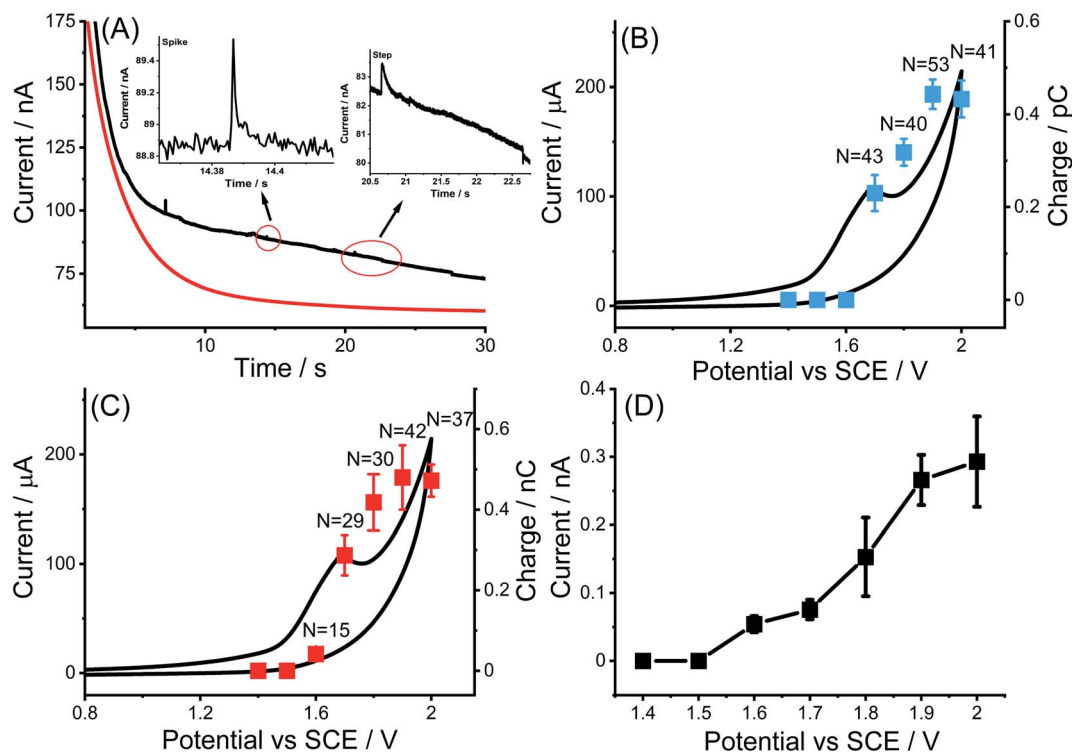 (A)
175
150
125
100
75
Current / nA
10
20
30
Time / s
Spike
89.4
89.2
89
88.8
Current / nA
14.38
14.4
Time / s
Step
84
83
82
81
80
Current / nA
20.5
21
21.5
22
22.5
Time / s
(B)
200
100
0
Current / μA
0.6
0.4
0.2
0
Charge / pC
N=41
N=53
N=40
N=43
0.8
1.2
1.6
2
Potential vs SCE / V
(C)
200
100
0
Current / μA
0.6
0.4
0.2
0
Charge / nC
N=37
N=42
N=30
N=29
N=15
0.8
1.2
1.6
2
Potential vs SCE / V
(D)
0.4
0.3
0.2
0.1
0
Current / nA
1.4
1.5
1.6
1.7
1.8
1.9
2
Potential vs SCE / V